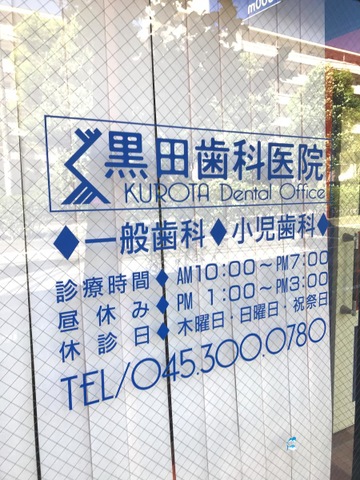 黒田歯科医院
KUROTA Dental Office
◆一般歯科◆小児歯科◆
診療時間◆AM10:00～PM7:00
昼休み◆PM 1:00～PM3:00
休診日◆木曜日・日曜日・祝祭日
TEL/045.300.0780